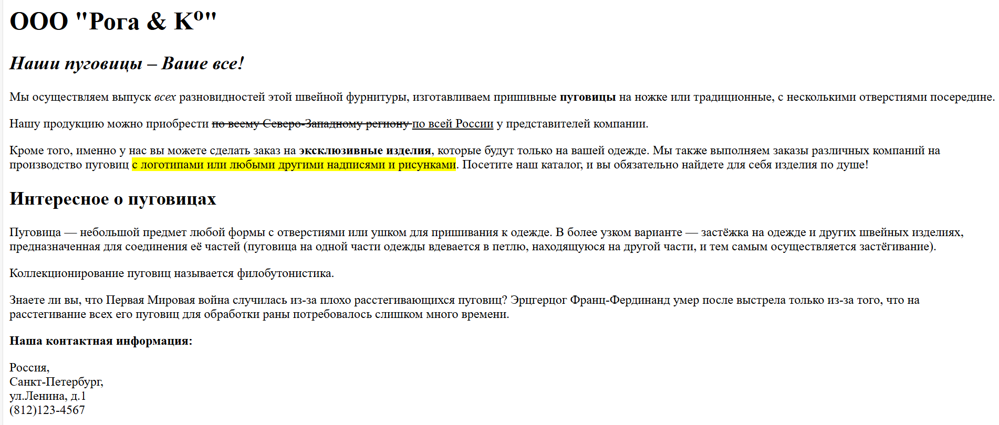 ООО "Рога & Kº"
Наши пуговицы – Ваше все!
Мы осуществляем выпуск всех разновидностей этой швейной фурнитуры, изготавливаем пришивные пуговицы на ножке или традиционные, с несколькими отверстиями посередине.
Нашу продукцию можно приобрести по всему Северо-Западному региону по всей России у представителей компании.
Кроме того, именно у нас вы можете сделать заказ на эксклюзивные изделия, которые будут только на вашей одежде. Мы также выполняем заказы различных компаний на
производство пуговиц с логотипами или любыми другими надписями и рисунками. Посетите наш каталог, и вы обязательно найдете для себя изделия по душе!
Интересное о пуговицах
Пуговица — небольшой предмет любой формы с отверстиями или ушком для пришивания к одежде. В более узком варианте — застёжка на одежде и других швейных изделиях,
предназначенная для соединения её частей (пуговица на одной части одежды вдевается в петлю, находящуюся на другой части, и тем самым осуществляется застёгивание).
Коллекционирование пуговиц называется филобутонистика.
Знаете ли вы, что Первая Мировая война случилась из-за плохо расстегивающихся пуговиц? Эрцгерцог Франц-Фердинанд умер после выстрела только из-за того, что на
расстегивание всех его пуговиц для обработки раны потребовалось слишком много времени.
Наша контактная информация:
Россия,
Санкт-Петербург,
ул.Ленина, д.1
(812)123-4567